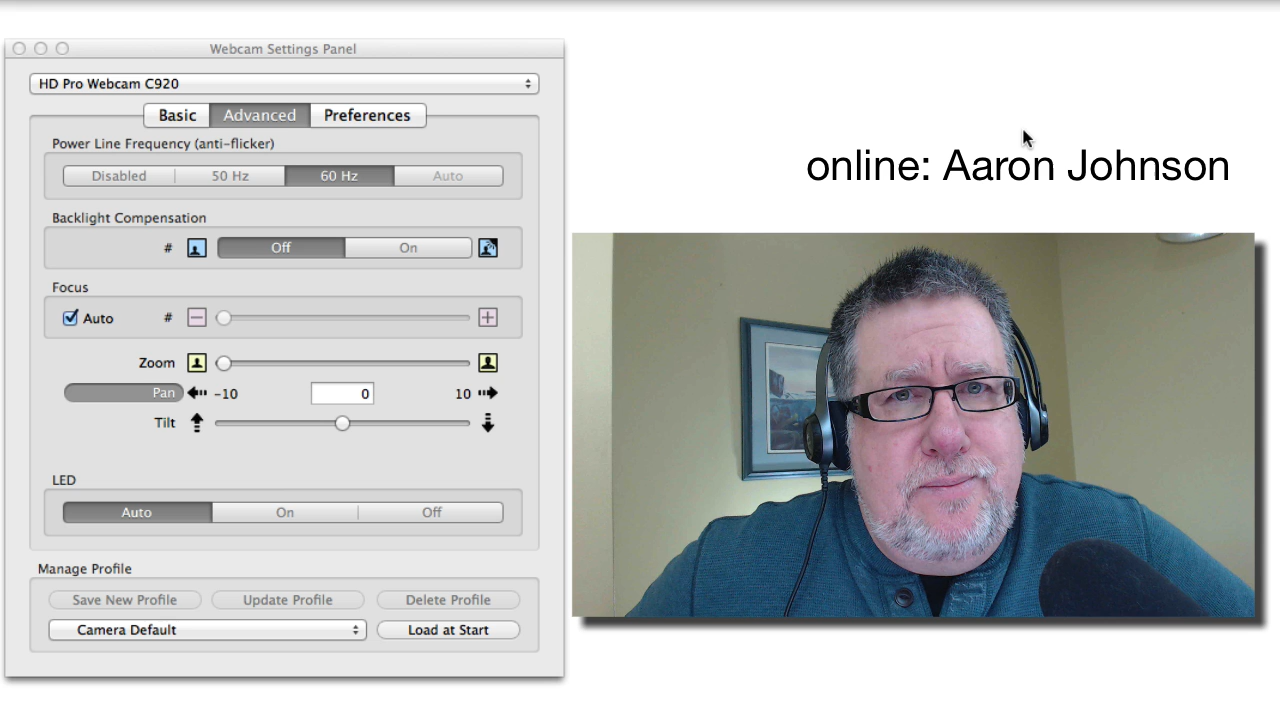 Webcam Settings Panel
HD Pro Webcam C920
Basic Advanced Preferences
Power Line Frequency (anti-flicker)
Disabled 50 Hz 60 Hz Auto
Backlight Compensation
# Off On
Focus
Auto #
Zoom
Pan -10 0 10
Tilt
LED
Auto On Off
Manage Profile
Save New Profile Update Profile Delete Profile
Camera Default Load at Start
online: Aaron Johnson